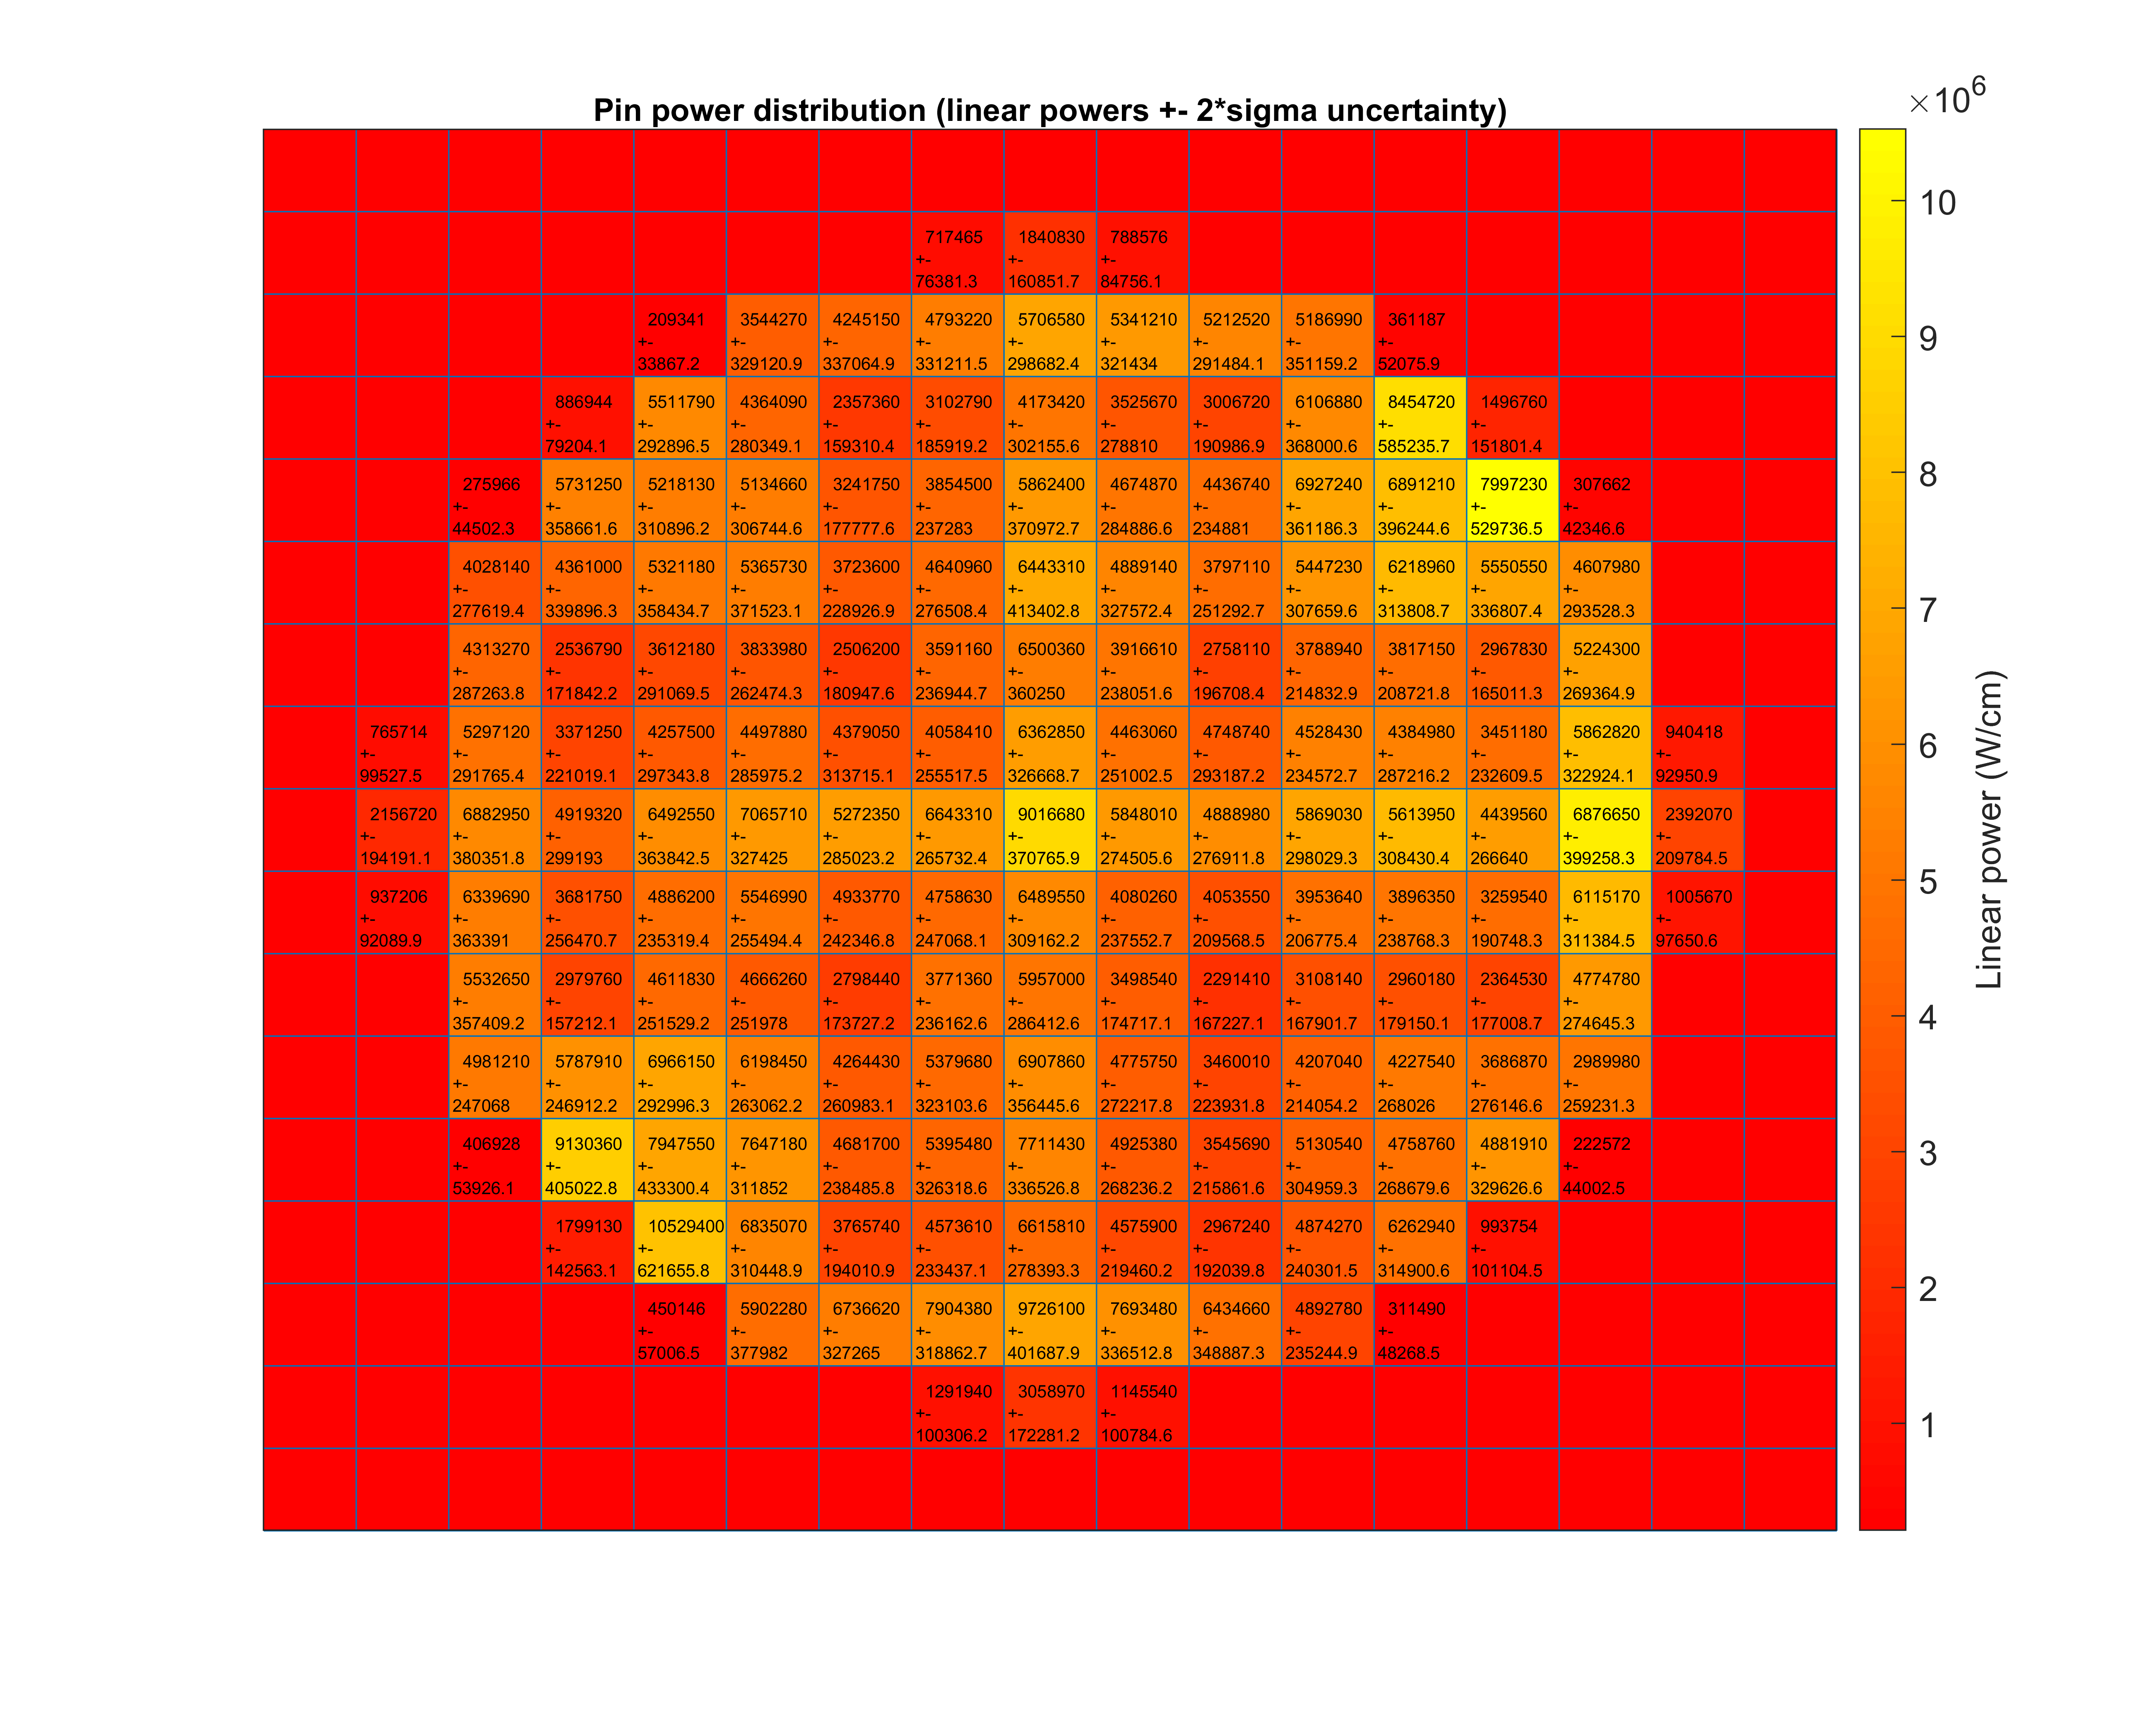 ×10^6
Pin power distribution (linear powers +- 2*sigma uncertainty)
717465 1840830 788576
+- +- +-
76381.3 160851.7 84756.1
209341 3544270 4245150 4793220 5706580 5341210 5212520 5186990 361187
+- +- +- +- +- +- +- +- +-
33867.2 329120.9 337064.9 331211.5 298682.4 321434 291484.1 351159.2 52075.9
886944 5511790 4364090 2357360 3102790 4173420 3525670 3006720 6106880 8454720 1496760
+- +- +- +- +- +- +- +- +- +- +-
79204.1 292896.5 280349.1 159310.4 185919.2 302155.6 278810 190986.9 368000.6 585235.7 151801.4
275966 5731250 5218130 5134660 3241750 3854500 5862400 4674870 4436740 6927240 6891210 7997230 307662
+- +- +- +- +- +- +- +- +- +- +- +- +-
44502.3 358661.6 310896.2 306744.6 177777.6 237283 370972.7 284886.6 234881 361186.3 396244.6 529736.5 42346.6
4028140 4361000 5321180 5365730 3723600 4640960 6443310 4889140 3797110 5447230 6218960 5550550 4607980
+- +- +- +- +- +- +- +- +- +- +- +- +-
277619.4 339896.3 358434.7 371523.1 228926.9 276508.4 413402.8 327572.4 251292.7 307659.6 313808.7 336807.4 293528.3
4313270 2536790 3612180 3833980 2506200 3591160 6500360 3916610 2758110 3788940 3817150 2967830 5224300
+- +- +- +- +- +- +- +- +- +- +- +- +-
287263.8 171842.2 291069.5 262474.3 180947.6 236944.7 360250 238051.6 196708.4 214832.9 208721.8 165011.3 269364.9
765714 5297120 3371250 4257500 4497880 4379050 4058410 6362850 4463060 4748740 4528430 4384980 3451180 5862820 940418
+- +- +- +- +- +- +- +- +- +- +- +- +- +- +-
99527.5 291765.4 221019.1 297343.8 285975.2 313715.1 255517.5 326668.7 251002.5 293187.2 234572.7 287216.2 232609.5 322924.1 92950.9
2156720 6882950 4919320 6492550 7065710 5272350 6643310 9016680 5848010 4888980 5869030 5613950 4439560 6876650 2392070
+- +- +- +- +- +- +- +- +- +- +- +- +- +- +-
194191.1 380351.8 299193 363842.5 327425 285023.2 265732.4 370765.9 274505.6 276911.8 298029.3 308430.4 266640 399258.3 209784.5
937206 6339690 3681750 4886200 5546990 4933770 4758630 6489550 4080260 4053550 3953640 3896350 3259540 6115170 1005670
+- +- +- +- +- +- +- +- +- +- +- +- +- +- +-
92089.9 363391 256470.7 235319.4 255494.4 242346.8 247068.1 309162.2 237552.7 209568.5 206775.4 238768.3 190748.3 311384.5 97650.6
5532650 2979760 4611830 4666260 2798440 3771360 5957000 3498540 2291410 3108140 2960180 2364530 4774780
+- +- +- +- +- +- +- +- +- +- +- +- +-
357409.2 157212.1 251529.2 251978 173727.2 236162.6 286412.6 174717.1 167227.1 167901.7 179150.1 177008.7 274645.3
4981210 5787910 6966150 6198450 4264430 5379680 6907860 4775750 3460010 4207040 4227540 3686870 2989980
+- +- +- +- +- +- +- +- +- +- +- +- +-
247068 246912.2 292996.3 263062.2 260983.1 323103.6 356445.6 272217.8 223931.8 214054.2 268026 276146.6 259231.3
406928 9130360 7947550 7647180 4681700 5395480 7711430 4925380 3545690 5130540 4758760 4881910 222572
+- +- +- +- +- +- +- +- +- +- +- +- +-
53926.1 405022.8 433300.4 311852 238485.8 326318.6 336526.8 268236.2 215861.6 304959.3 268679.6 329626.6 44002.5
1799130 10529400 6835070 3765740 4573610 6615810 4575900 2967240 4874270 6262940 993754
+- +- +- +- +- +- +- +- +- +- +-
142563.1 621655.8 310448.9 194010.9 233437.1 278393.3 219460.2 192039.8 240301.5 314900.6 101104.5
450146 5902280 6736620 7904380 9726100 7693480 6434660 4892780 311490
+- +- +- +- +- +- +- +- +-
57006.5 377982 327265 318862.7 401687.9 336512.8 348887.3 235244.9 48268.5
1291940 3058970 1145540
+- +- +-
100306.2 172281.2 100784.6
10
9
8
7
6
5
4
3
2
1
Linear power (W/cm)